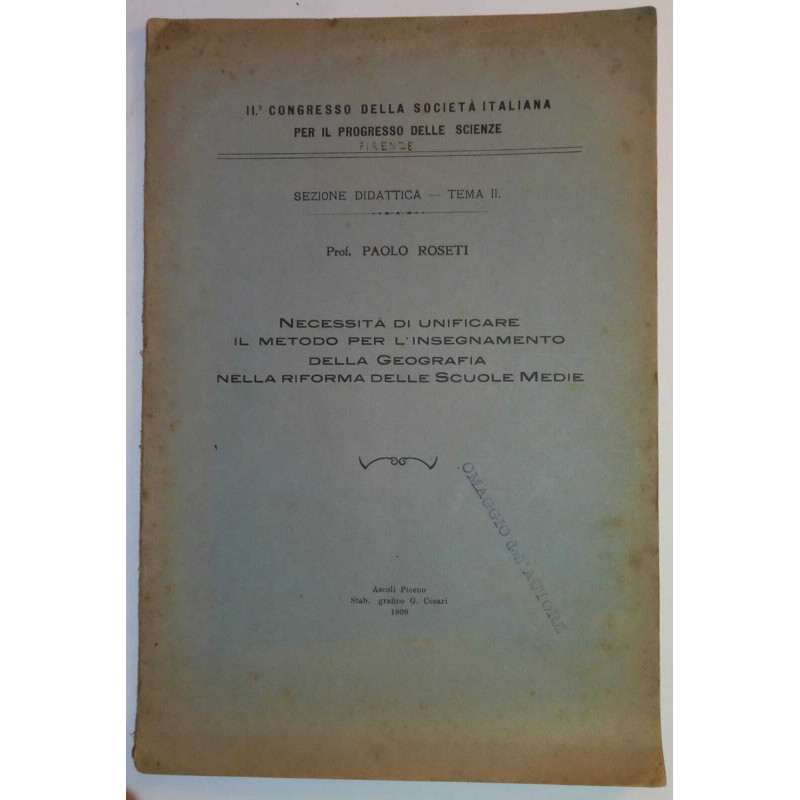 II.° CONGRESSO DELLA SOCIETÀ ITALIANA
PER IL PROGRESSO DELLE SCIENZE
FIRENZE
SEZIONE DIDATTICA — TEMA II.
Prof. PAOLO ROSETI
NECESSITÀ DI UNIFICARE
IL METODO PER L'INSEGNAMENTO
DELLA GEOGRAFIA
NELLA RIFORMA DELLE SCUOLE MEDIE
OMAGGIO dell'AUTORE
Ascoli Piceno
Stab. grafico G. Cesari
1809